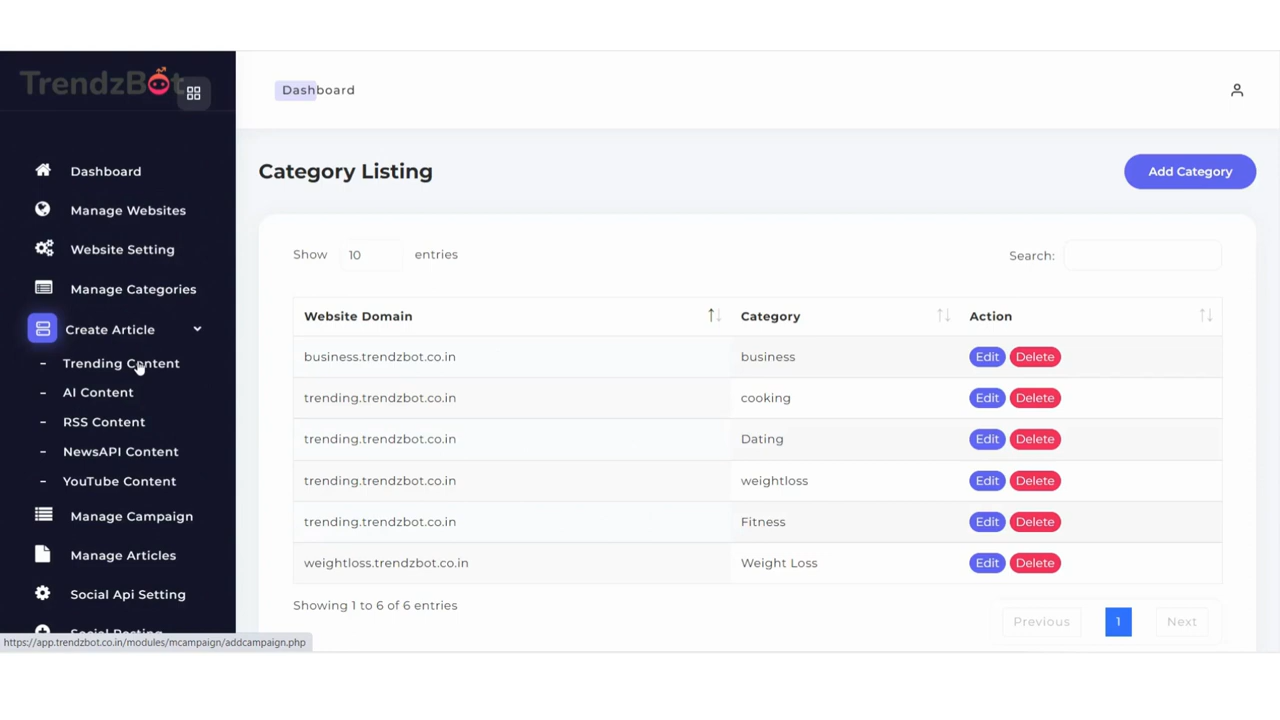 TrendzBot
Dashboard
Category Listing
Add Category
Dashboard
Manage Websites
Website Setting
Manage Categories
Create Article
- Trending Content
- AI Content
- RSS Content
- NewsAPI Content
- YouTube Content
Manage Campaign
Manage Articles
Social Api Setting
Social Posting
https://app.trendzbot.co.in/modules/mcampaign/addcampaign.php
Show 10 entries
Search:
Website Domain Category Action
business.trendzbot.co.in business Edit Delete
trending.trendzbot.co.in cooking Edit Delete
trending.trendzbot.co.in Dating Edit Delete
trending.trendzbot.co.in weightloss Edit Delete
trending.trendzbot.co.in Fitness Edit Delete
weightloss.trendzbot.co.in Weight Loss Edit Delete
Showing 1 to 6 of 6 entries
Previous 1 Next